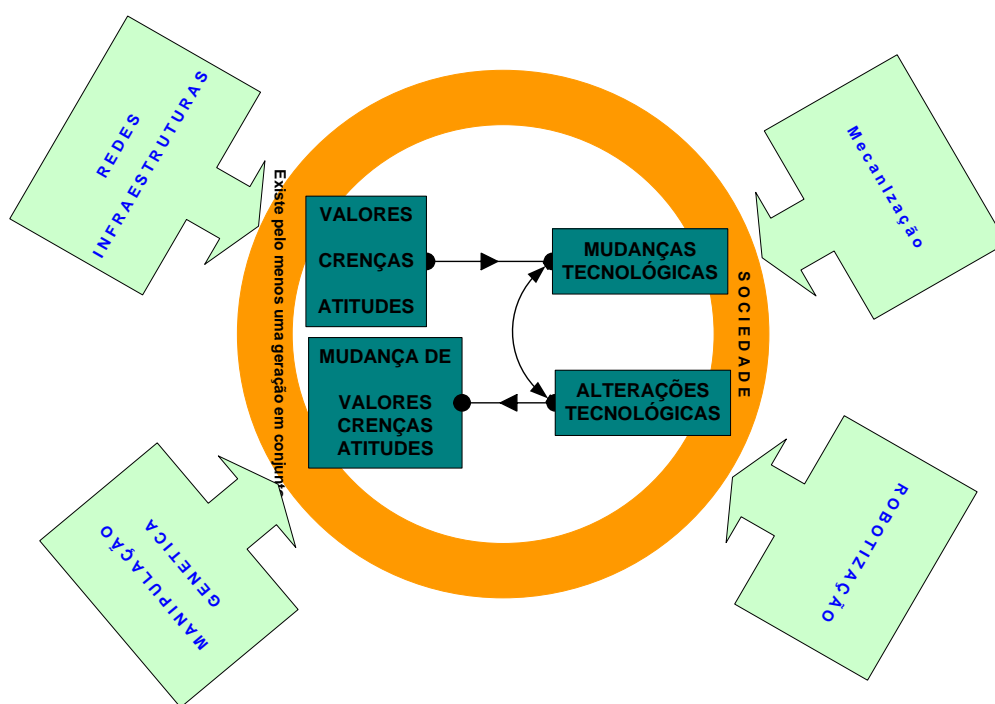 REDES
INFRAESTRUTURAS
Mecanização
Existe pelo menos uma geração em conjunto
VALORES
CRENÇAS
ATITUDES
MUDANÇAS
TECNOLÓGICAS
SOCIEDADE
MUDANÇA DE
VALORES
CRENÇAS
ATITUDES
ALTERAÇÕES
TECNOLÓGICAS
MANIPULAÇÃO
GENETICA
ROBOTIZAÇÃO